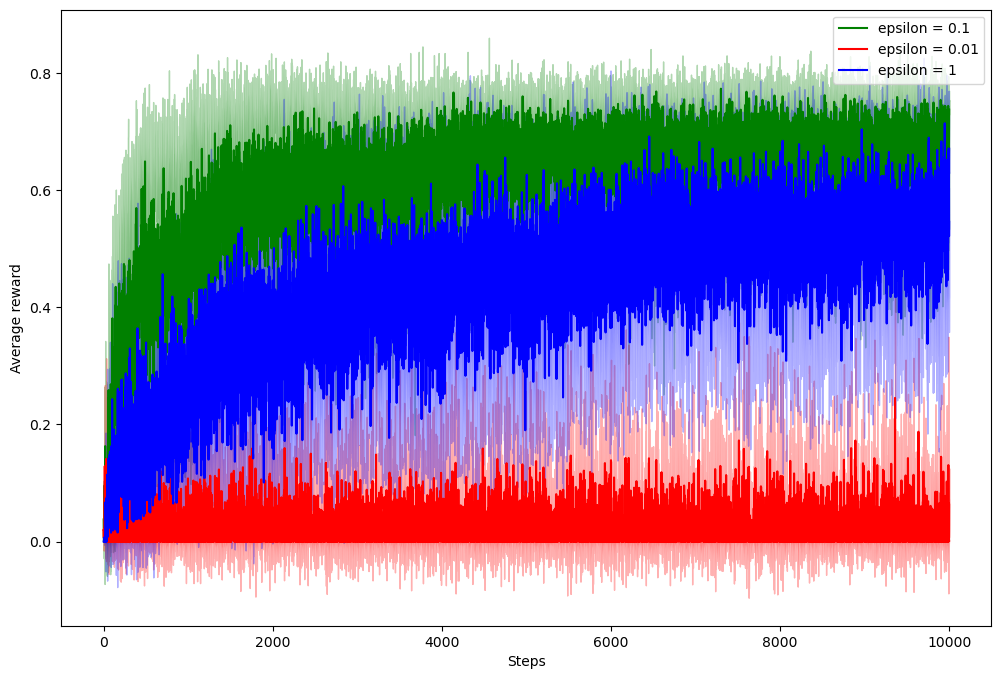 epsilon = 0.1
epsilon = 0.01
epsilon = 1
Average reward
0.8
0.6
0.4
0.2
0.0
0 2000 4000 6000 8000 10000
Steps